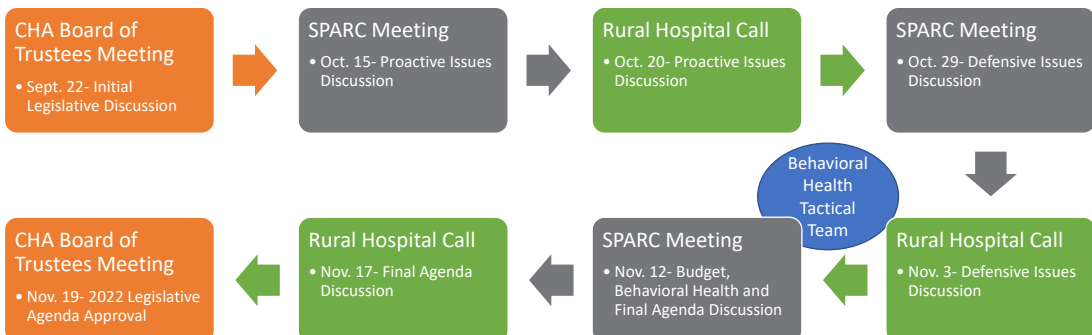 CHA Board of
Trustees Meeting
• Sept. 22- Initial
Legislative Discussion
SPARC Meeting
• Oct. 15- Proactive Issues
Discussion
Rural Hospital Call
• Oct. 20- Proactive Issues
Discussion
SPARC Meeting
• Oct. 29- Defensive Issues
Discussion
Behavioral
Health
Tactical
Team
Rural Hospital Call
• Nov. 3- Defensive Issues
Discussion
SPARC Meeting
• Nov. 12- Budget,
Behavioral Health and
Final Agenda Discussion
Rural Hospital Call
• Nov. 17- Final Agenda
Discussion
CHA Board of
Trustees Meeting
• Nov. 19- 2022 Legislative
Agenda Approval